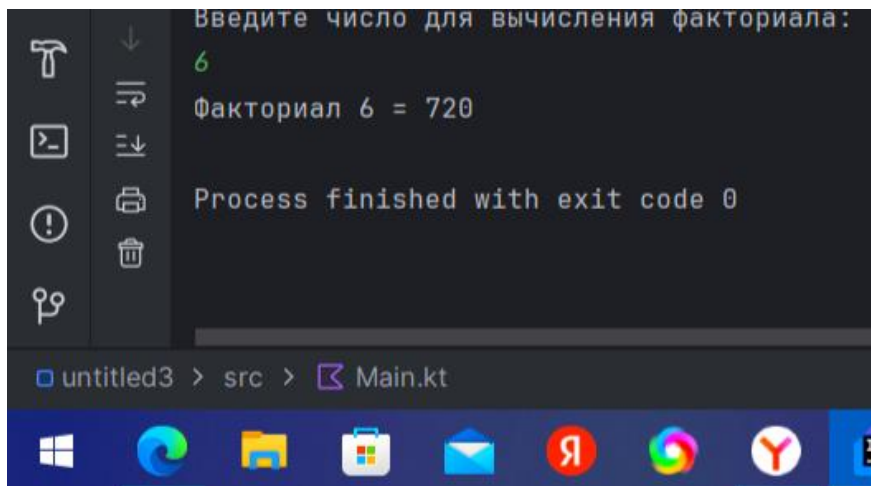 Введите число для вычисления факториала:
6
Факториал 6 = 720
Process finished with exit code 0
untitled3 > src > Main.kt
Я
Y